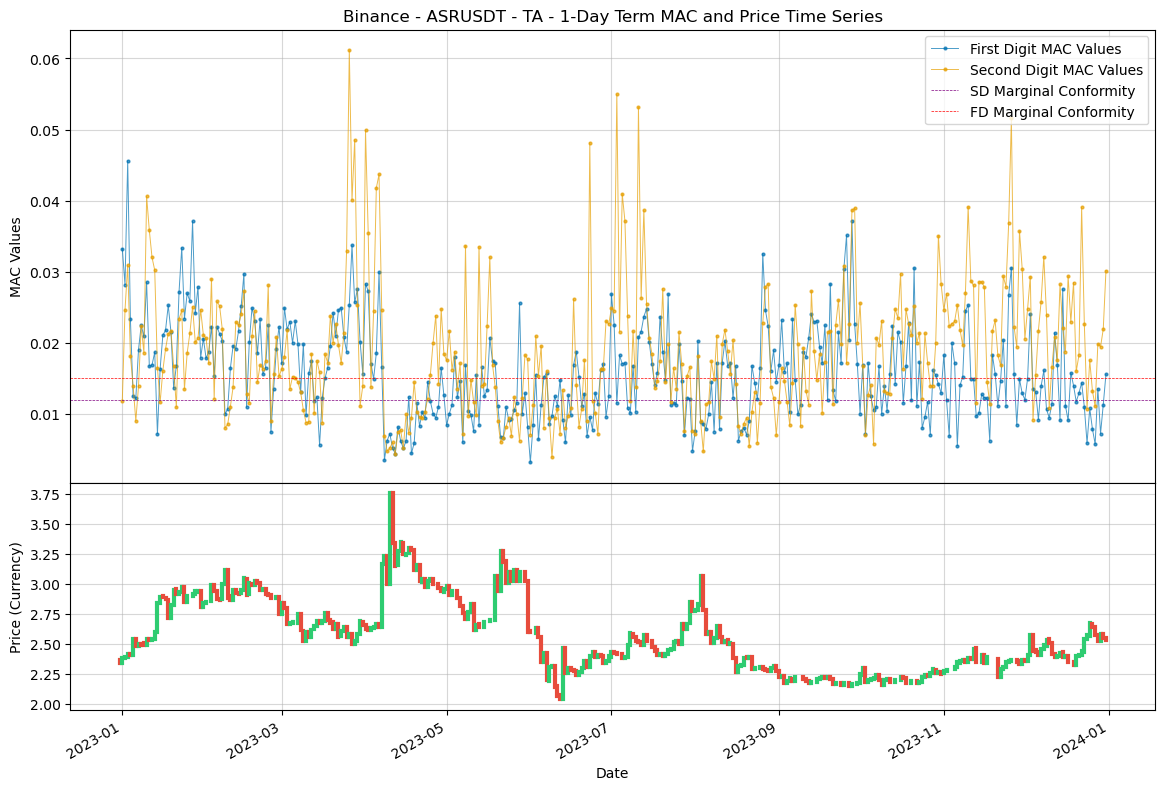 Binance - ASRUSDT - TA - 1-Day Term MAC and Price Time Series
First Digit MAC Values
Second Digit MAC Values
SD Marginal Conformity
FD Marginal Conformity
0.06
0.05
0.04
0.03
0.02
0.01
MAC Values
3.75
3.50
3.25
3.00
2.75
2.50
2.25
2.00
Price (Currency)
2023-01
2023-03
2023-05
2023-07
2023-09
2023-11
2024-01
Date